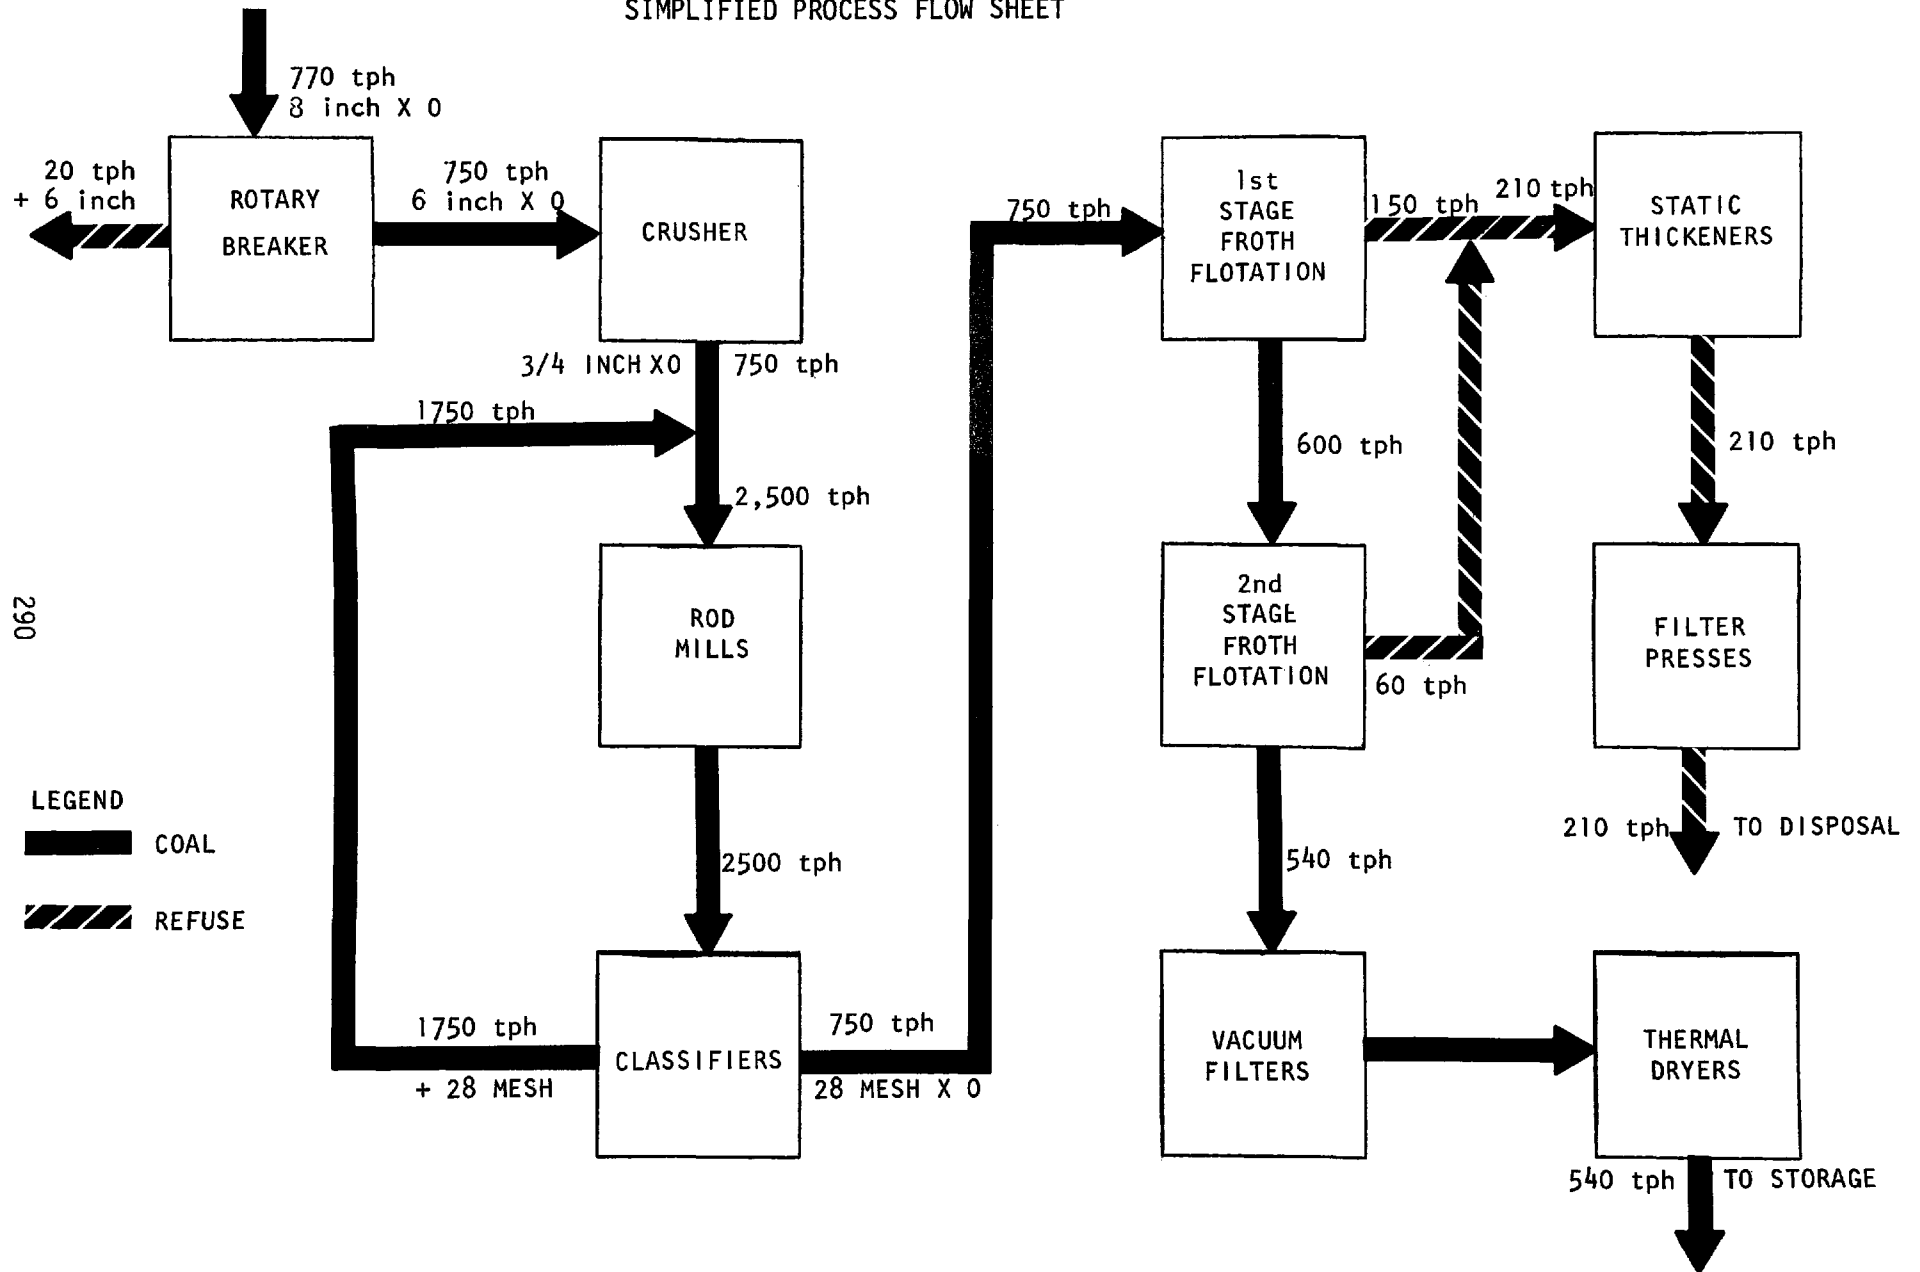 SIMPLIFIED PROCESS FLOW SHEET
770 tph
8 inch X 0
20 tph
+ 6 inch
ROTARY
BREAKER
750 tph
6 inch X 0
CRUSHER
3/4 INCH X 0
750 tph
1750 tph
2,500 tph
ROD
MILLS
2500 tph
1750 tph
+ 28 MESH
CLASSIFIERS
750 tph
28 MESH X 0
750 tph
1st
STAGE
FROTH
FLOTATION
150 tph
210 tph
STATIC
THICKENERS
600 tph
210 tph
2nd
STAGE
FROTH
FLOTATION
60 tph
FILTER
PRESSES
540 tph
210 tph
TO DISPOSAL
VACUUM
FILTERS
THERMAL
DRYERS
540 tph
TO STORAGE
290
LEGEND
COAL
REFUSE